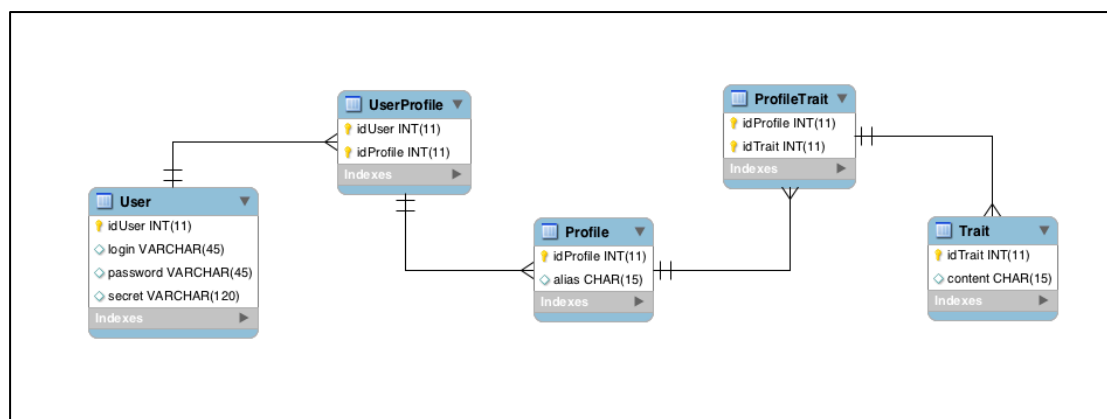 UserProfile
idUser INT(11)
idProfile INT(11)
Indexes
ProfileTrait
idProfile INT(11)
idTrait INT(11)
Indexes
User
idUser INT(11)
login VARCHAR(45)
password VARCHAR(45)
secret VARCHAR(120)
Indexes
Profile
idProfile INT(11)
alias CHAR(15)
Indexes
Trait
idTrait INT(11)
content CHAR(15)
Indexes